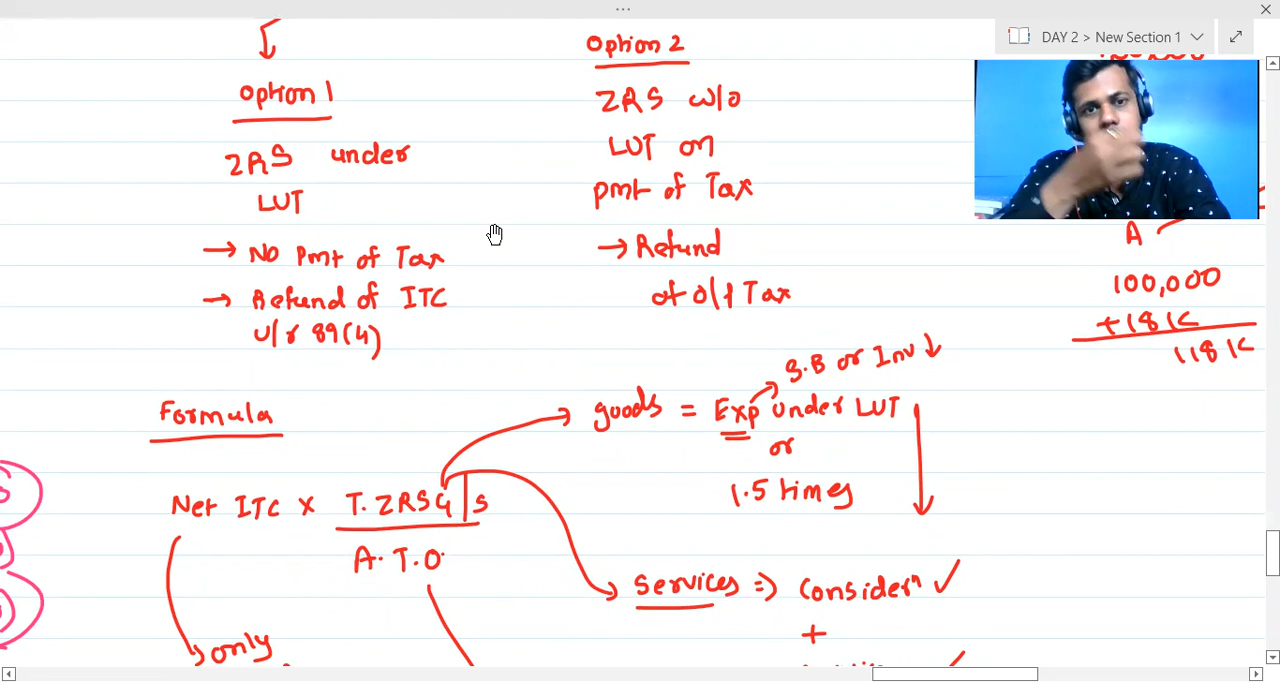 DAY 2 > New Section 1
Option 1
ZRS under
LUT
→ No Pmt of Tax
→ Refund of ITC
u/r 89(4)
Option 2
ZRS w/o
LUT on
pmt of Tax
→ Refund
of O/P Tax
A
100,000
+18K
118K
Formula
Net ITC × T. ZRSG | S
A.T.O.
only
S.B or Inv ↓
goods = Exp under LUT
or
1.5 times
Services => Consider^n ✓
+